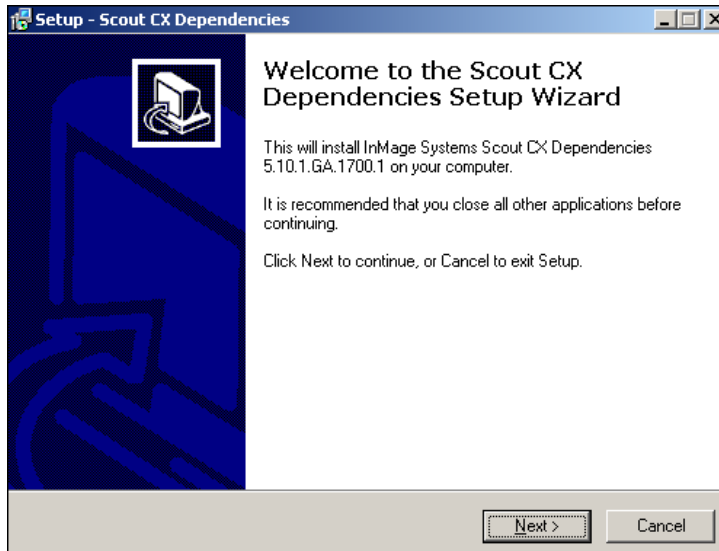 Setup - Scout CX Dependencies
Welcome to the Scout CX
Dependencies Setup Wizard
This will install InMage Systems Scout CX Dependencies
5.10.1.GA.1700.1 on your computer.
It is recommended that you close all other applications before
continuing.
Click Next to continue, or Cancel to exit Setup.
Next >
Cancel